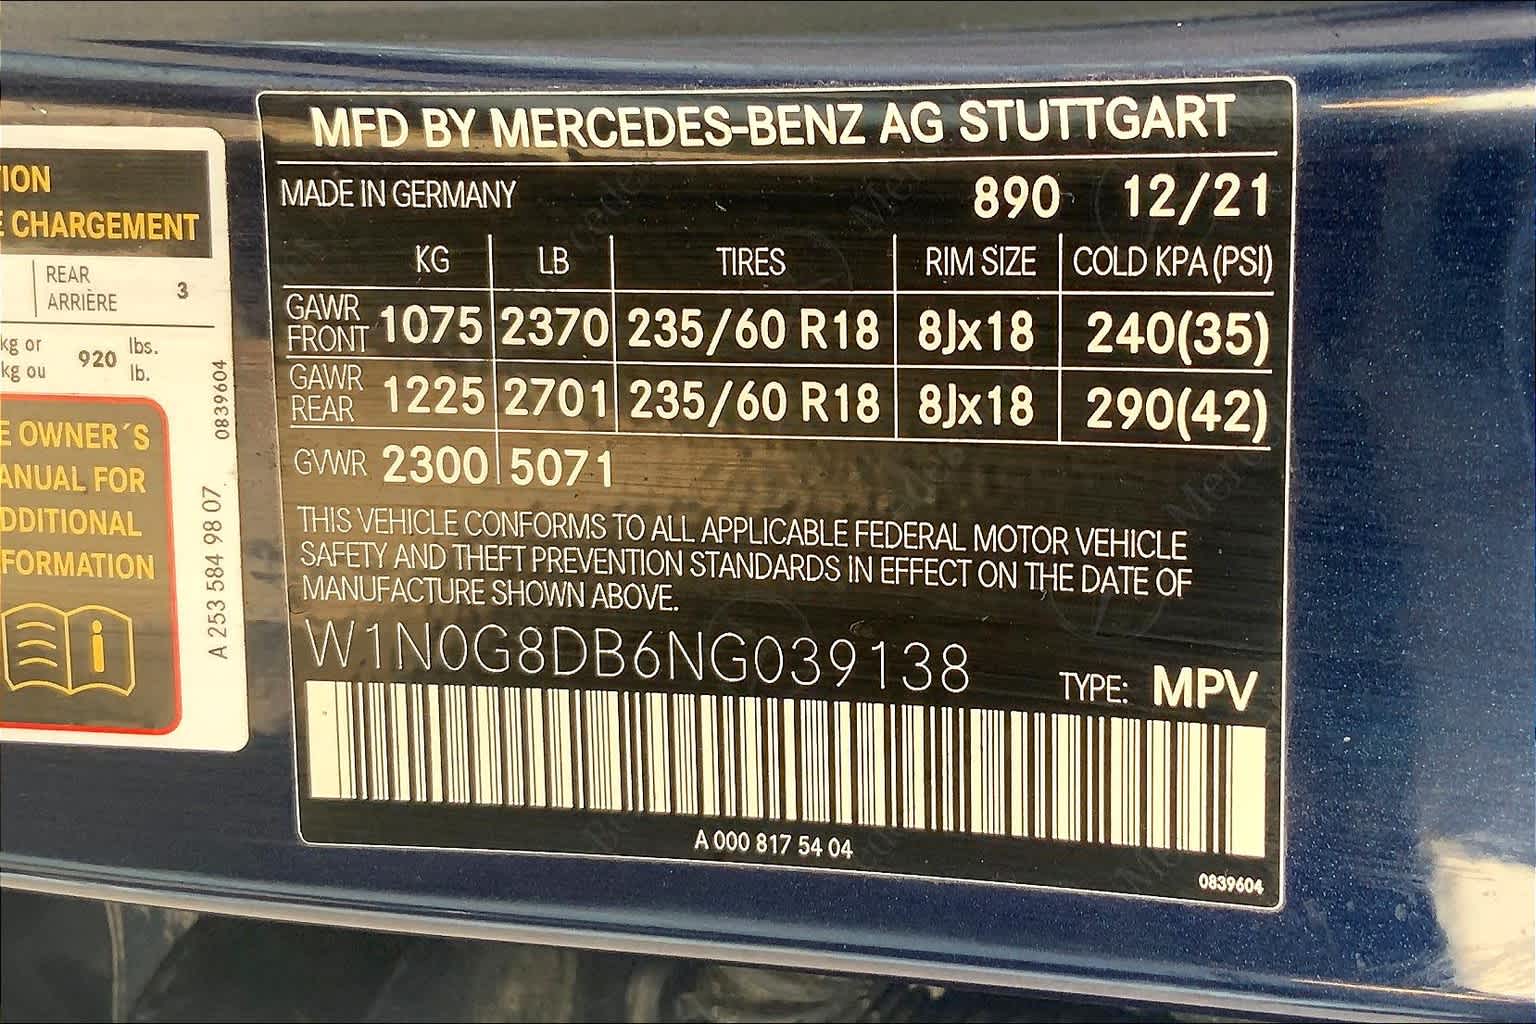 ION
E CHARGEMENT
REAR
ARRIÈRE 3
kg or
kg ou 920 lbs.
lb.
E OWNER´S
ANUAL FOR
DDITIONAL
FORMATION
0839604
A 253 584 98 07
MFD BY MERCEDES-BENZ AG STUTTGART
MADE IN GERMANY 890 12/21
KG LB TIRES RIM SIZE COLD KPA(PSI)
GAWR FRONT 1075 2370 235/60 R18 8Jx18 240(35)
GAWR REAR 1225 2701 235/60 R18 8Jx18 290(42)
GVWR 2300 5071
THIS VEHICLE CONFORMS TO ALL APPLICABLE FEDERAL MOTOR VEHICLE
SAFETY AND THEFT PREVENTION STANDARDS IN EFFECT ON THE DATE OF
MANUFACTURE SHOWN ABOVE.
W1N0G8DB6NG039138
TYPE: MPV
A 000 817 54 04
0839604